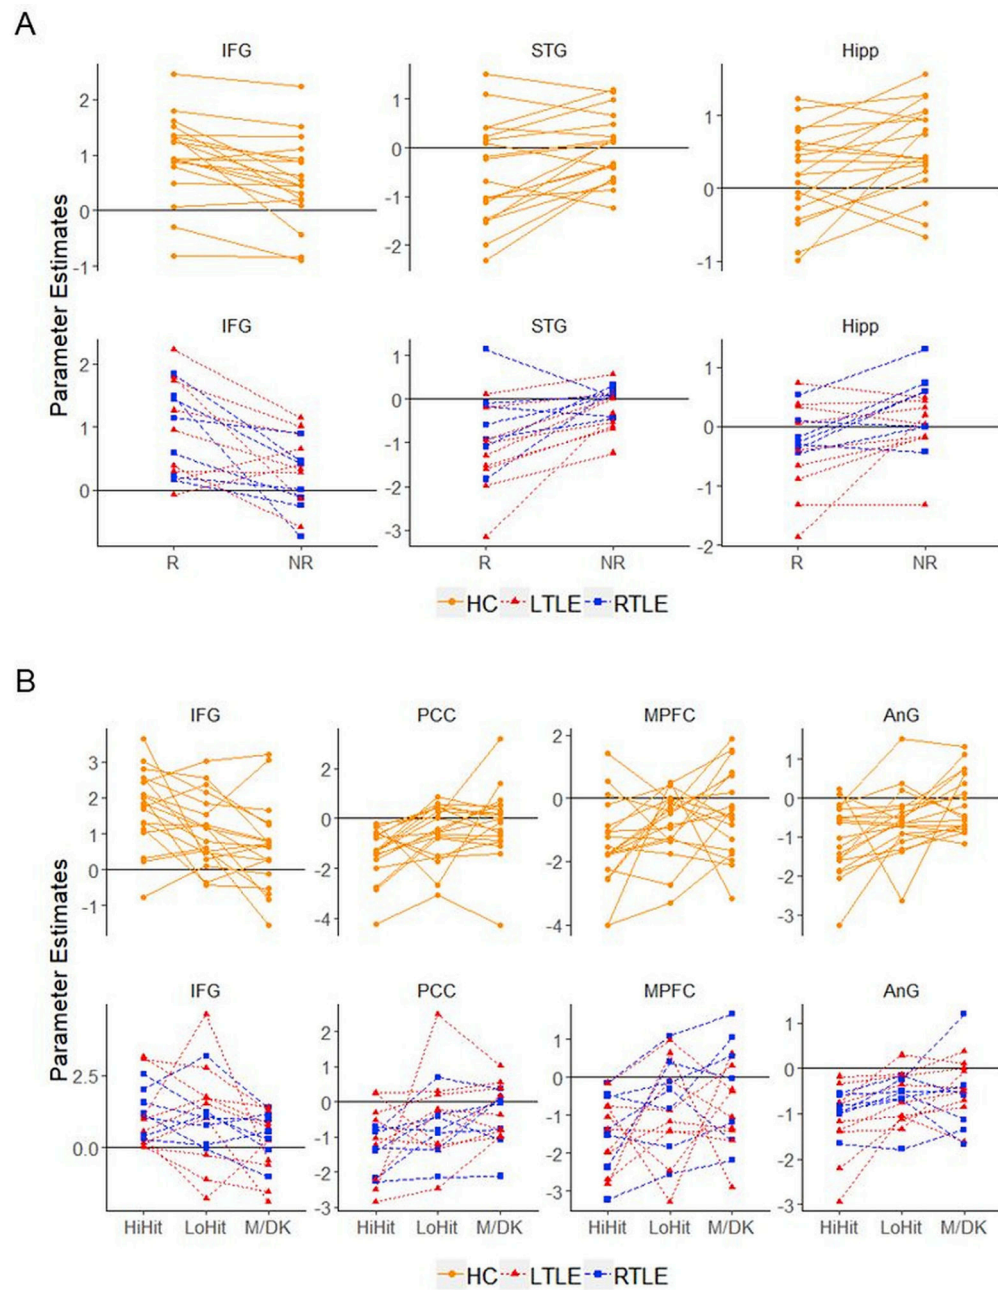 A
IFG STG Hipp
2 1 0 -1
1 0 -1 -2
1 0 -1
Parameter Estimates
IFG STG Hipp
2 1 0
1 0 -1 -2 -3
1 0 -1 -2
R NR R NR R NR
HC LTLE RTLE
B
IFG PCC MPFC AnG
3 2 1 0 -1
2 0 -2 -4
2 0 -2 -4
1 0 -1 -2 -3
Parameter Estimates
IFG PCC MPFC AnG
2.5 0.0
2 1 0 -1 -2 -3
1 0 -1 -2 -3
1 0 -1 -2 -3
HiHit LoHit M/DK HiHit LoHit M/DK HiHit LoHit M/DK HiHit LoHit M/DK
HC LTLE RTLE